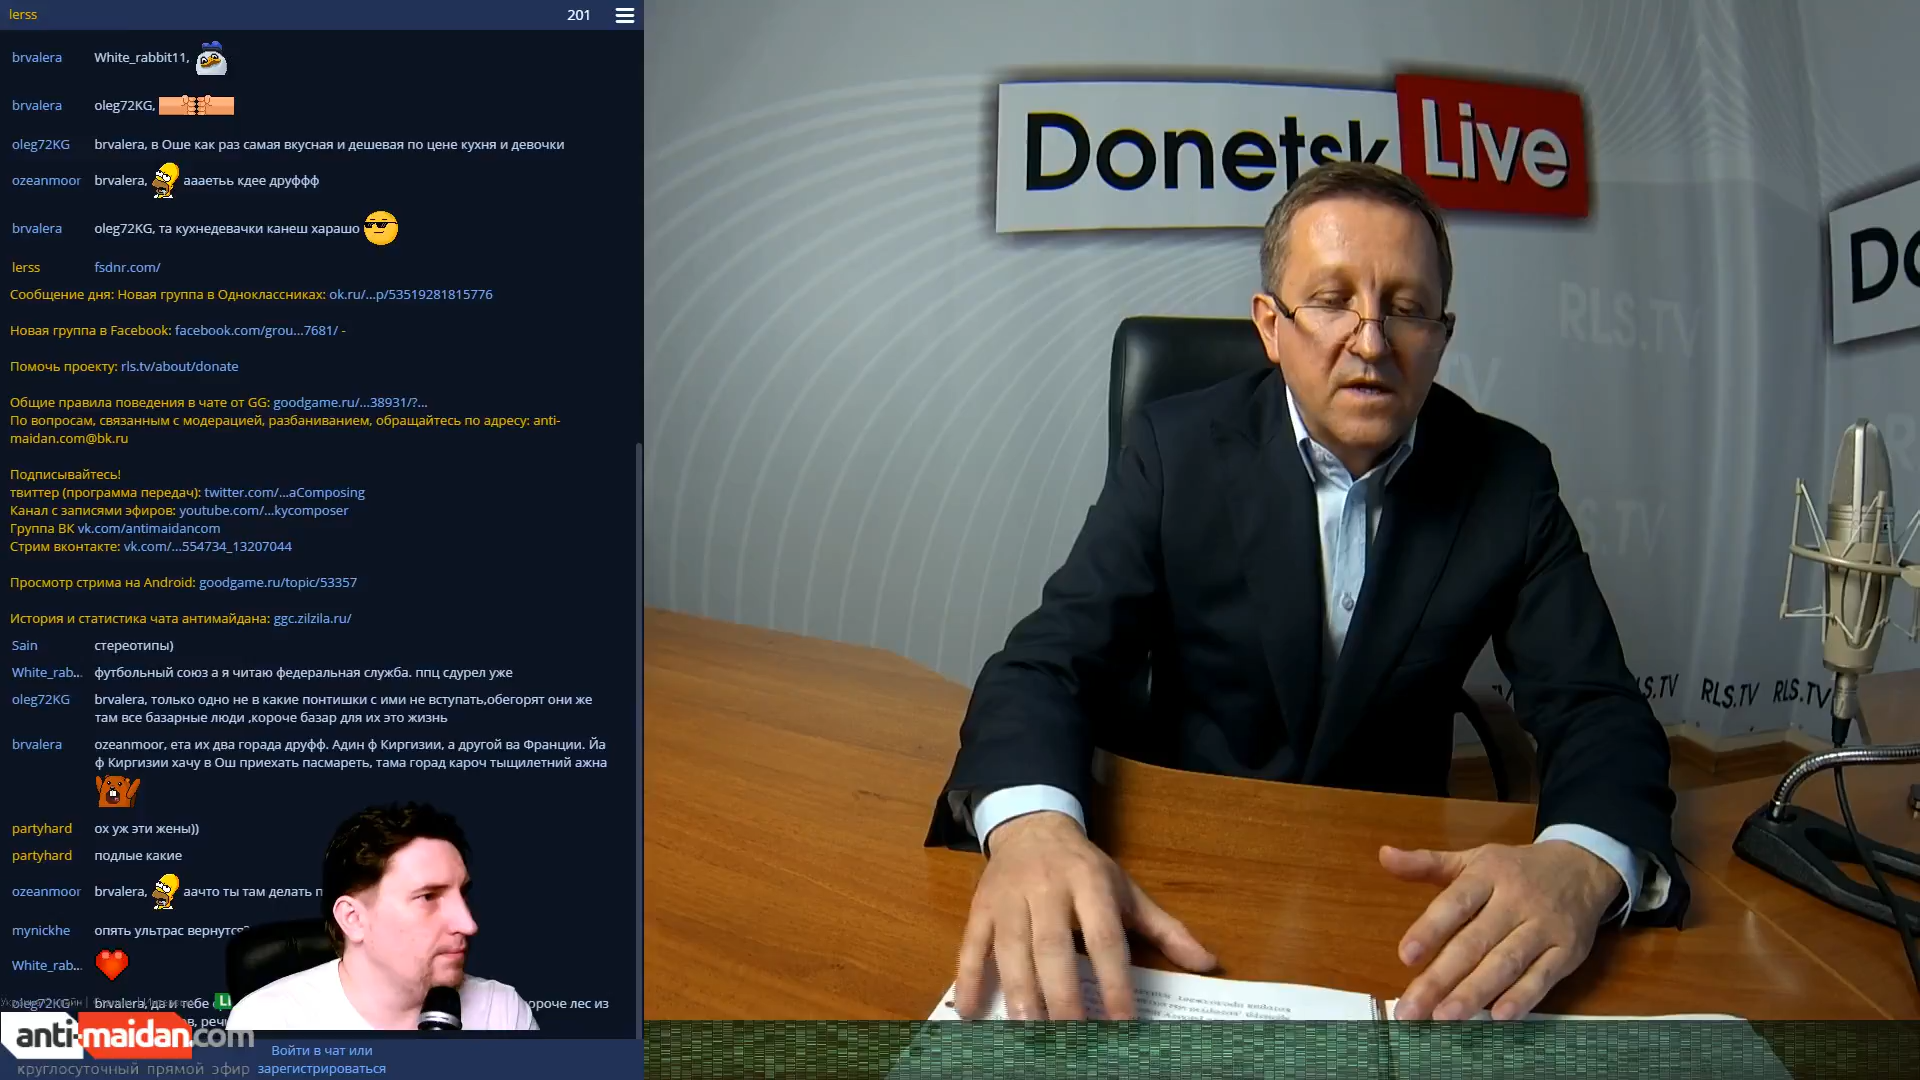 lerss
201
brvalera White_rabbit11,
brvalera oleg72KG,
oleg72KG brvalera, в Оше как раз самая вкусная и дешевая по цене кухня и девочки
ozeanmoor brvalera, аааетьь кдее друффф
brvalera oleg72KG, та кухнедевачки канеш харашо
lerss fsdnr.com/
Сообщение дня: Новая группа в Одноклассниках: ok.ru/...p/53519281815776
Новая группа в Facebook: facebook.com/grou...7681/ -
Помочь проекту: rls.tv/about/donate
Общие правила поведения в чате от GG: goodgame.ru/...38931/?...
По вопросам, связанным с модерацией, разбаниванием, обращайтесь по адресу: anti-
maidan.com@bk.ru
Подписывайтесь!
твиттер (программа передач): twitter.com/...aComposing
Канал с записями эфиров: youtube.com/...kycomposer
Группа ВК vk.com/antimaidancom
Стрим вконтакте: vk.com/...554734_13207044
Просмотр стрима на Android: goodgame.ru/topic/53357
История и статистика чата антимайдана: ggc.zilzila.ru/
Sain стереотипы)
White_rab... футбольный союз а я читаю федеральная служба. ппц сдурел уже
oleg72KG brvalera, только одно не в какие понтишки с ими не вступать,обегорят они же
там все базарные люди ,короче базар для их это жизнь
brvalera ozeanmoor, ета их два горада друфф. Адин ф Киргизии, а другой ва Франции. Йа
ф Киргизии хачу в Ош приехать пасмареть, тама горад кароч тыщилетний ажна
partyhard ох уж эти жены))
partyhard подлые какие
ozeanmoor brvalera, аачто ты там делать
mynickhe опять ультрас вернутся?
White_rab...
oleg72KG brvalera, да и тебе лес из
anti-maidan.com
Войти в чат или
круглосуточный прямой эфир зарегистрироваться
Donetsk Live
RLS.TV
RLS.TV RLS.TV